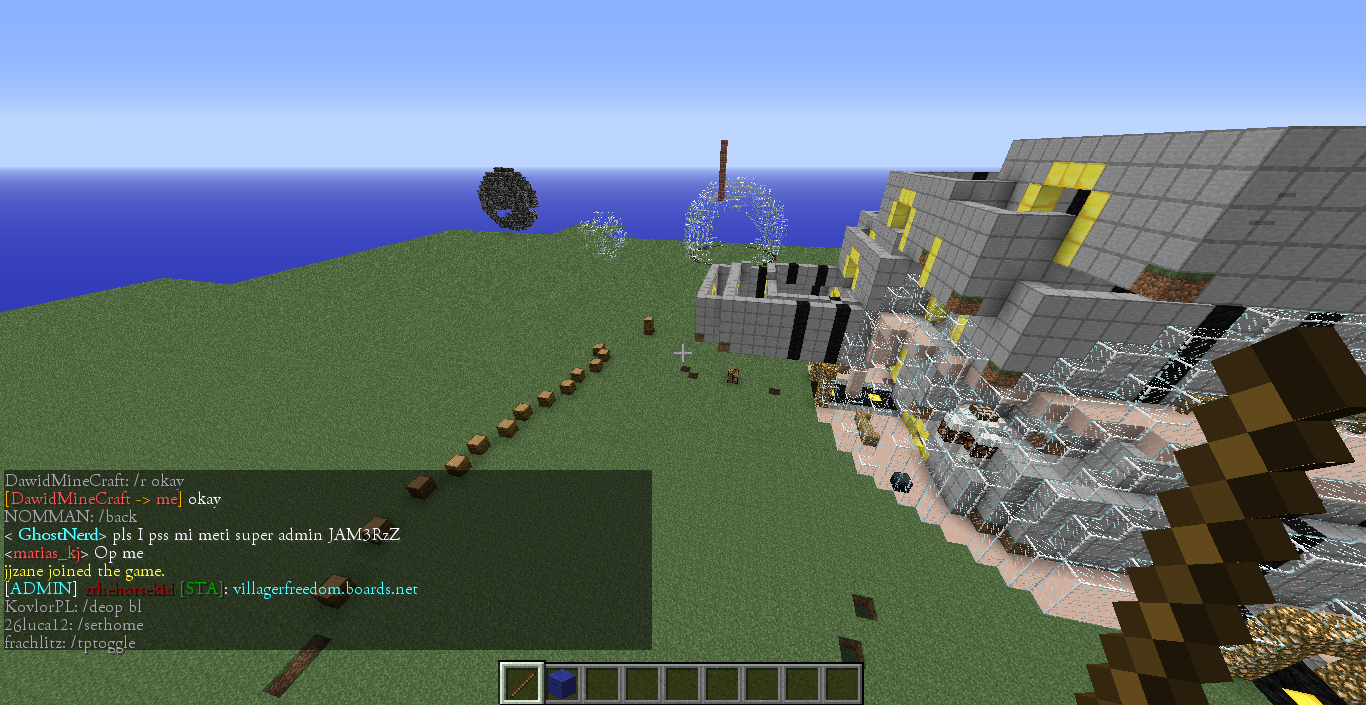 DawidMineCraft: /r okay
[DawidMineCraft -> me] okay
NOMMAN: /back
< GhostNerd> pls I pss mi meti super admin JAM3RzZ
<matias_kj> Op me
jjzane joined the game.
[ADMIN] [STA]: villagerfreedom.boards.net
KovlorPL: /deop bl
26luca12: /sethome
frachlitz: /tptoggle